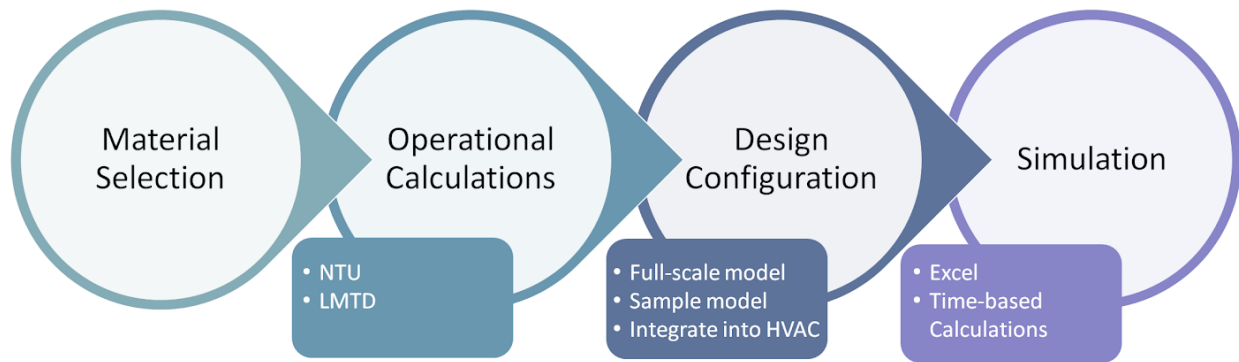 Material
Selection
Operational
Calculations
• NTU
• LMTD
Design
Configuration
• Full-scale model
• Sample model
• Integrate into HVAC
Simulation
• Excel
• Time-based
Calculations